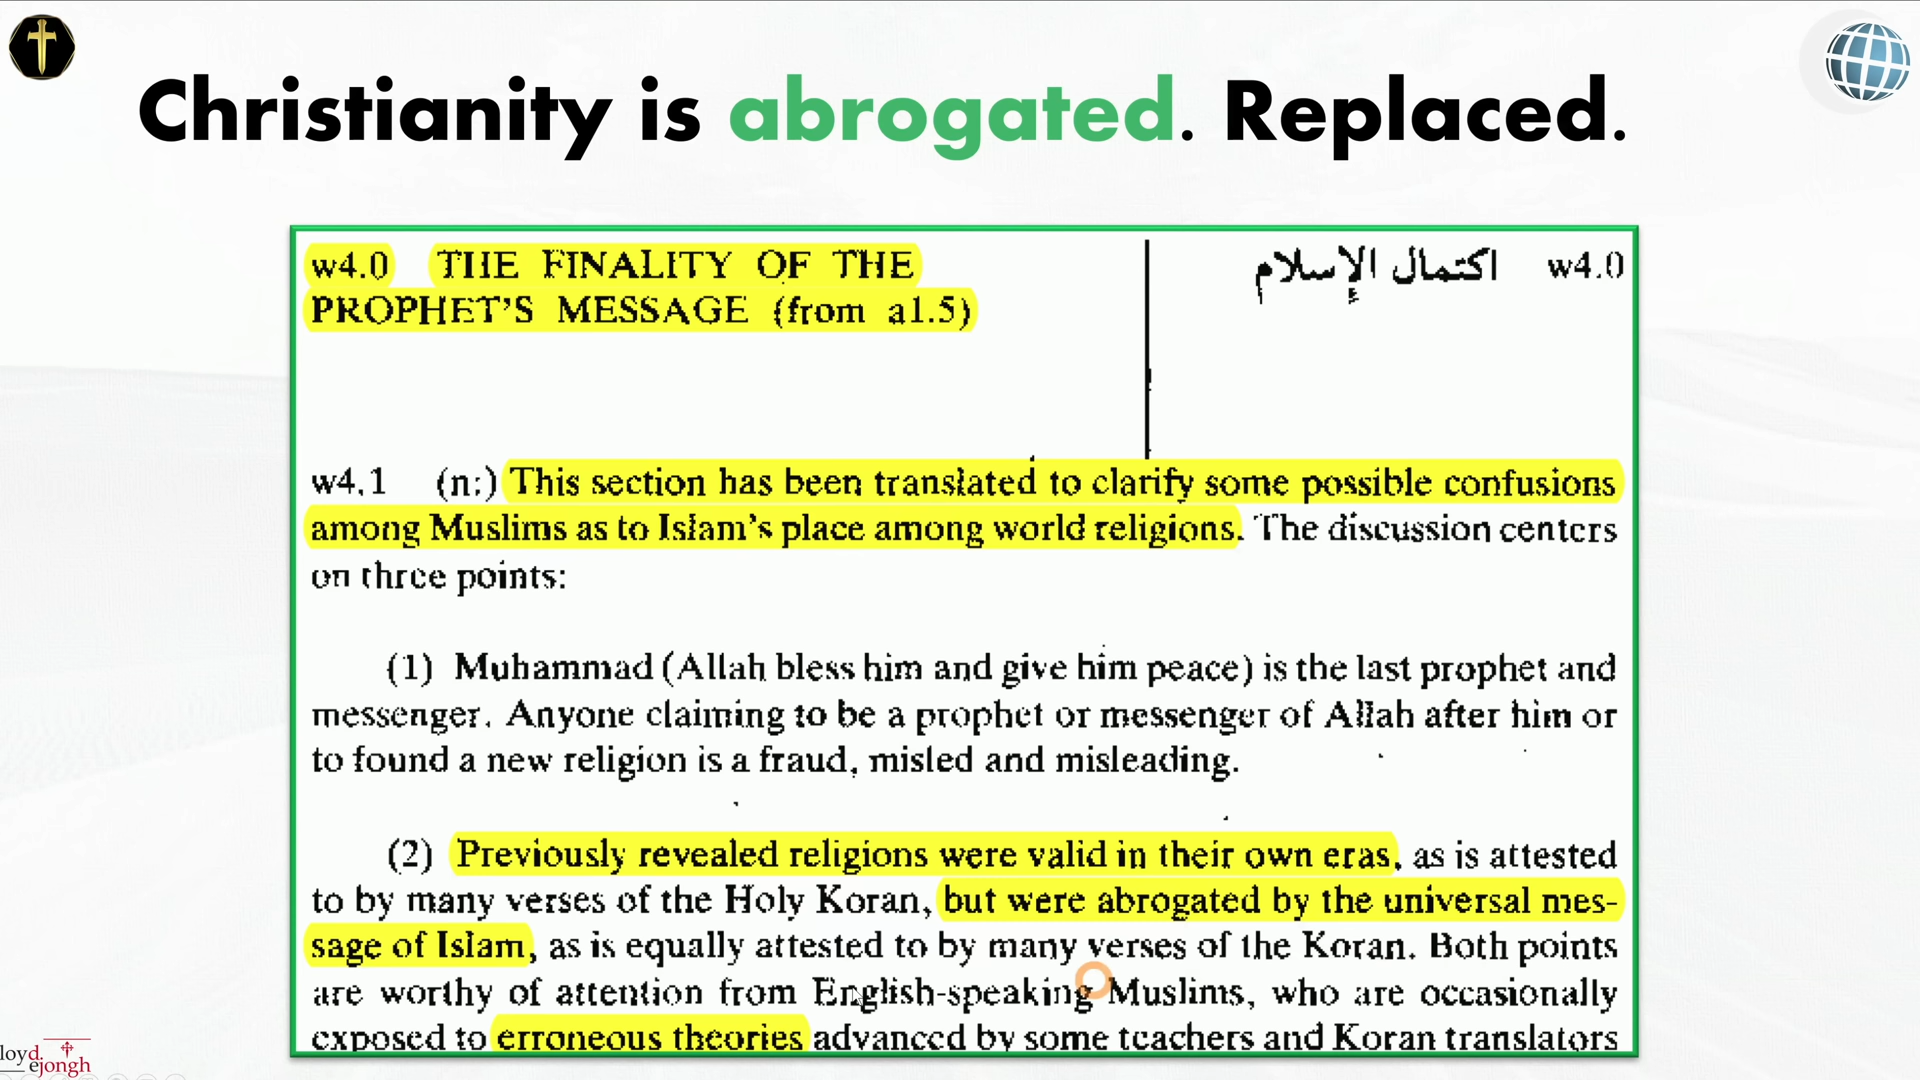 Christianity is abrogated. Replaced.
w4.0 THE FINALITY OF THE
PROPHET'S MESSAGE (from a1.5)
اكتمال الإسلام w4.0
w4.1 (n:) This section has been translated to clarify some possible confusions
among Muslims as to Islam's place among world religions. The discussion centers
on three points:
(1) Muhammad (Allah bless him and give him peace) is the last prophet and
messenger. Anyone claiming to be a prophet or messenger of Allah after him or
to found a new religion is a fraud, misled and misleading.
(2) Previously revealed religions were valid in their own eras, as is attested
to by many verses of the Holy Koran, but were abrogated by the universal mes-
sage of Islam, as is equally attested to by many verses of the Koran. Both points
are worthy of attention from English-speaking Muslims, who are occasionally
exposed to erroneous theories advanced by some teachers and Koran translators
loyd.
ejongh